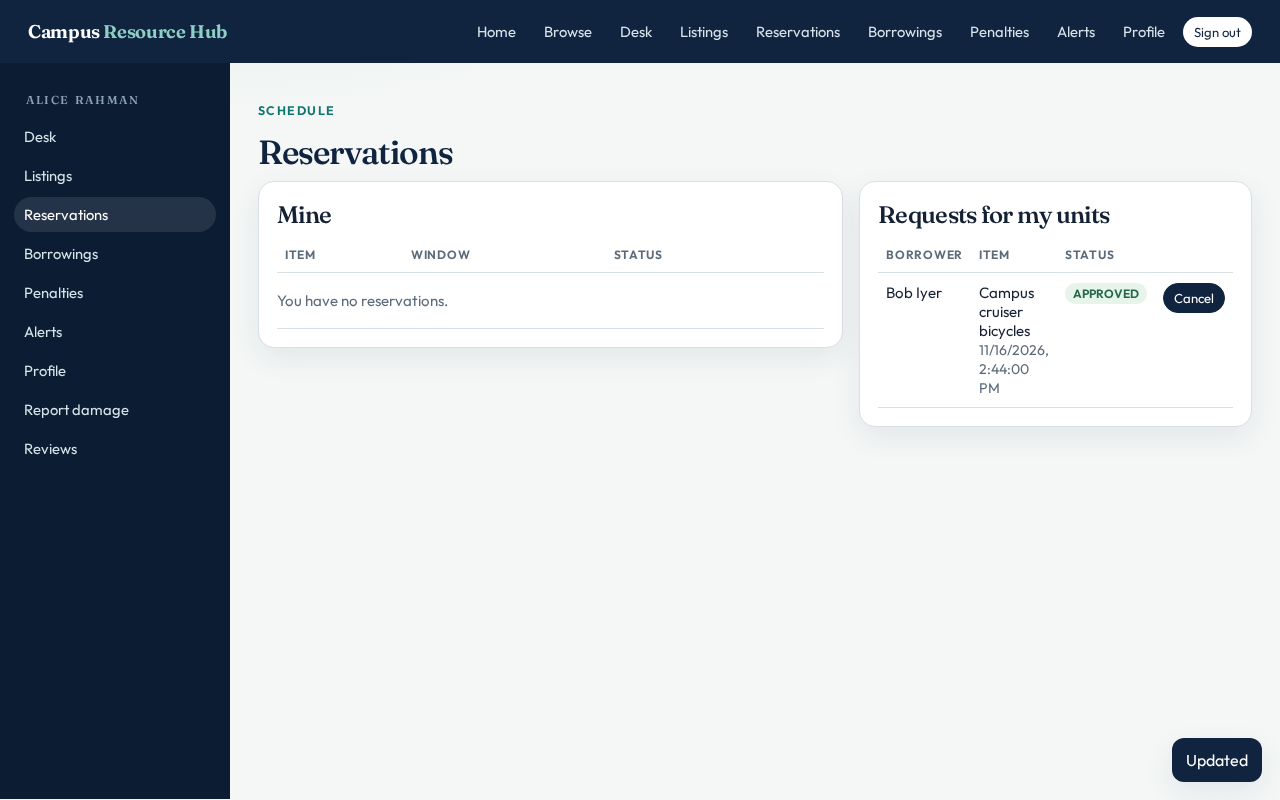 Campus Resource Hub
Home Browse Desk Listings Reservations Borrowings Penalties Alerts Profile Sign out
ALICE RAHMAN
Desk
Listings
Reservations
Borrowings
Penalties
Alerts
Profile
Report damage
Reviews
SCHEDULE
Reservations
Mine
ITEM WINDOW STATUS
You have no reservations.
Requests for my units
BORROWER ITEM STATUS
Bob Iyer Campus APPROVED Cancel
cruiser
bicycles
11/16/2026,
2:44:00
PM
Updated